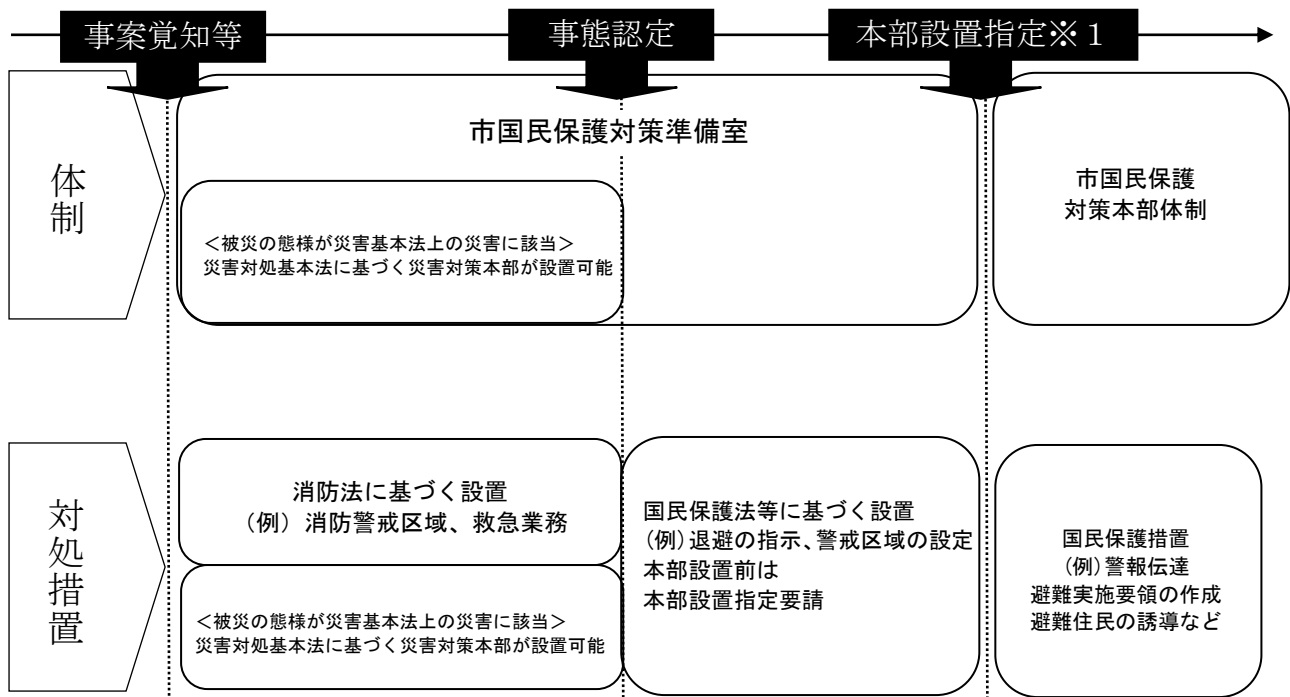 事案覚知等
事態認定
本部設置指定※１
体制
市国民保護対策準備室
＜被災の態様が災害基本法上の災害に該当＞
災害対処基本法に基づく災害対策本部が設置可能
市国民保護
対策本部体制
対処措置
消防法に基づく設置
（例）消防警戒区域、救急業務
＜被災の態様が災害基本法上の災害に該当＞
災害対処基本法に基づく災害対策本部が設置可能
国民保護法等に基づく設置
（例）退避の指示、警戒区域の設定
本部設置前は
本部設置指定要請
国民保護措置
（例）警報伝達
避難実施要領の作成
避難住民の誘導など